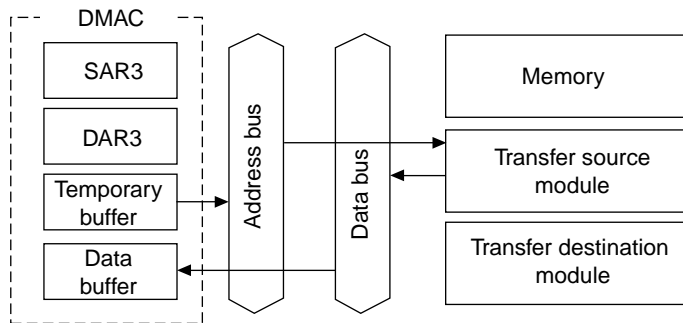 DMAC
SAR3
DAR3
Temporary
buffer
Data
buffer
Address bus
Data bus
Memory
Transfer source
module
Transfer destination
module